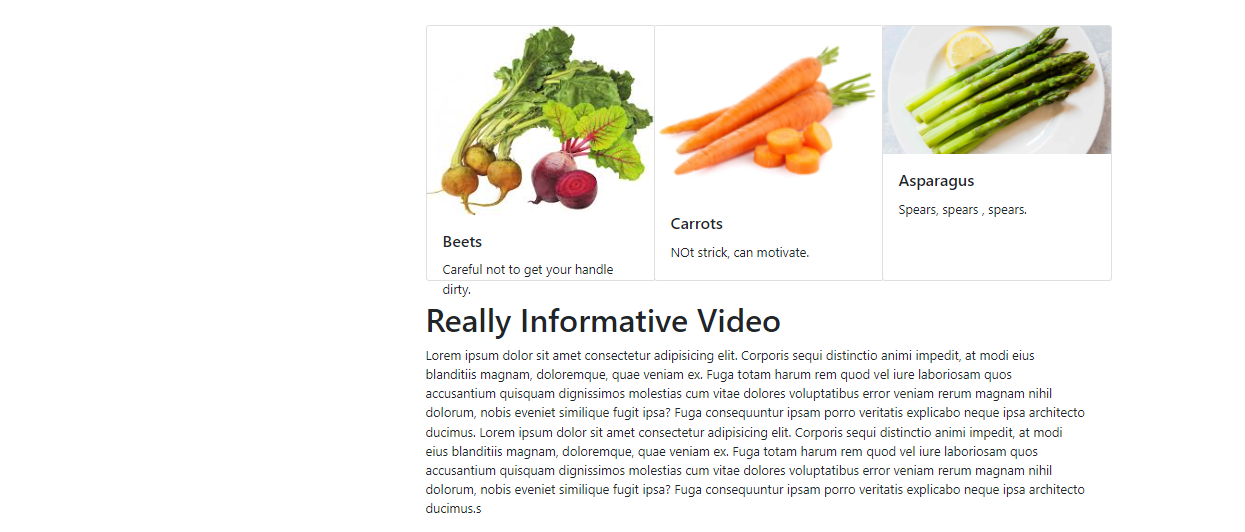 Asparagus
Spears, spears , spears.
Carrots
NOt strick, can motivate.
Beets
Careful not to get your handle
dirty.
Really Informative Video
Lorem ipsum dolor sit amet consectetur adipisicing elit. Corporis sequi distinctio animi impedit, at modi eius
blanditiis magnam, doloremque, quae veniam ex. Fuga totam harum rem quod vel iure laboriosam quos
accusantium quisquam dignissimos molestias cum vitae dolores voluptatibus error veniam rerum magnam nihil
dolorum, nobis eveniet similique fugit ipsa? Fuga consequuntur ipsam porro veritatis explicabo neque ipsa architecto
ducimus. Lorem ipsum dolor sit amet consectetur adipisicing elit. Corporis sequi distinctio animi impedit, at modi
eius blanditiis magnam, doloremque, quae veniam ex. Fuga totam harum rem quod vel iure laboriosam quos
accusantium quisquam dignissimos molestias cum vitae dolores voluptatibus error veniam rerum magnam nihil
dolorum, nobis eveniet similique fugit ipsa? Fuga consequuntur ipsam porro veritatis explicabo neque ipsa architecto
ducimus.s